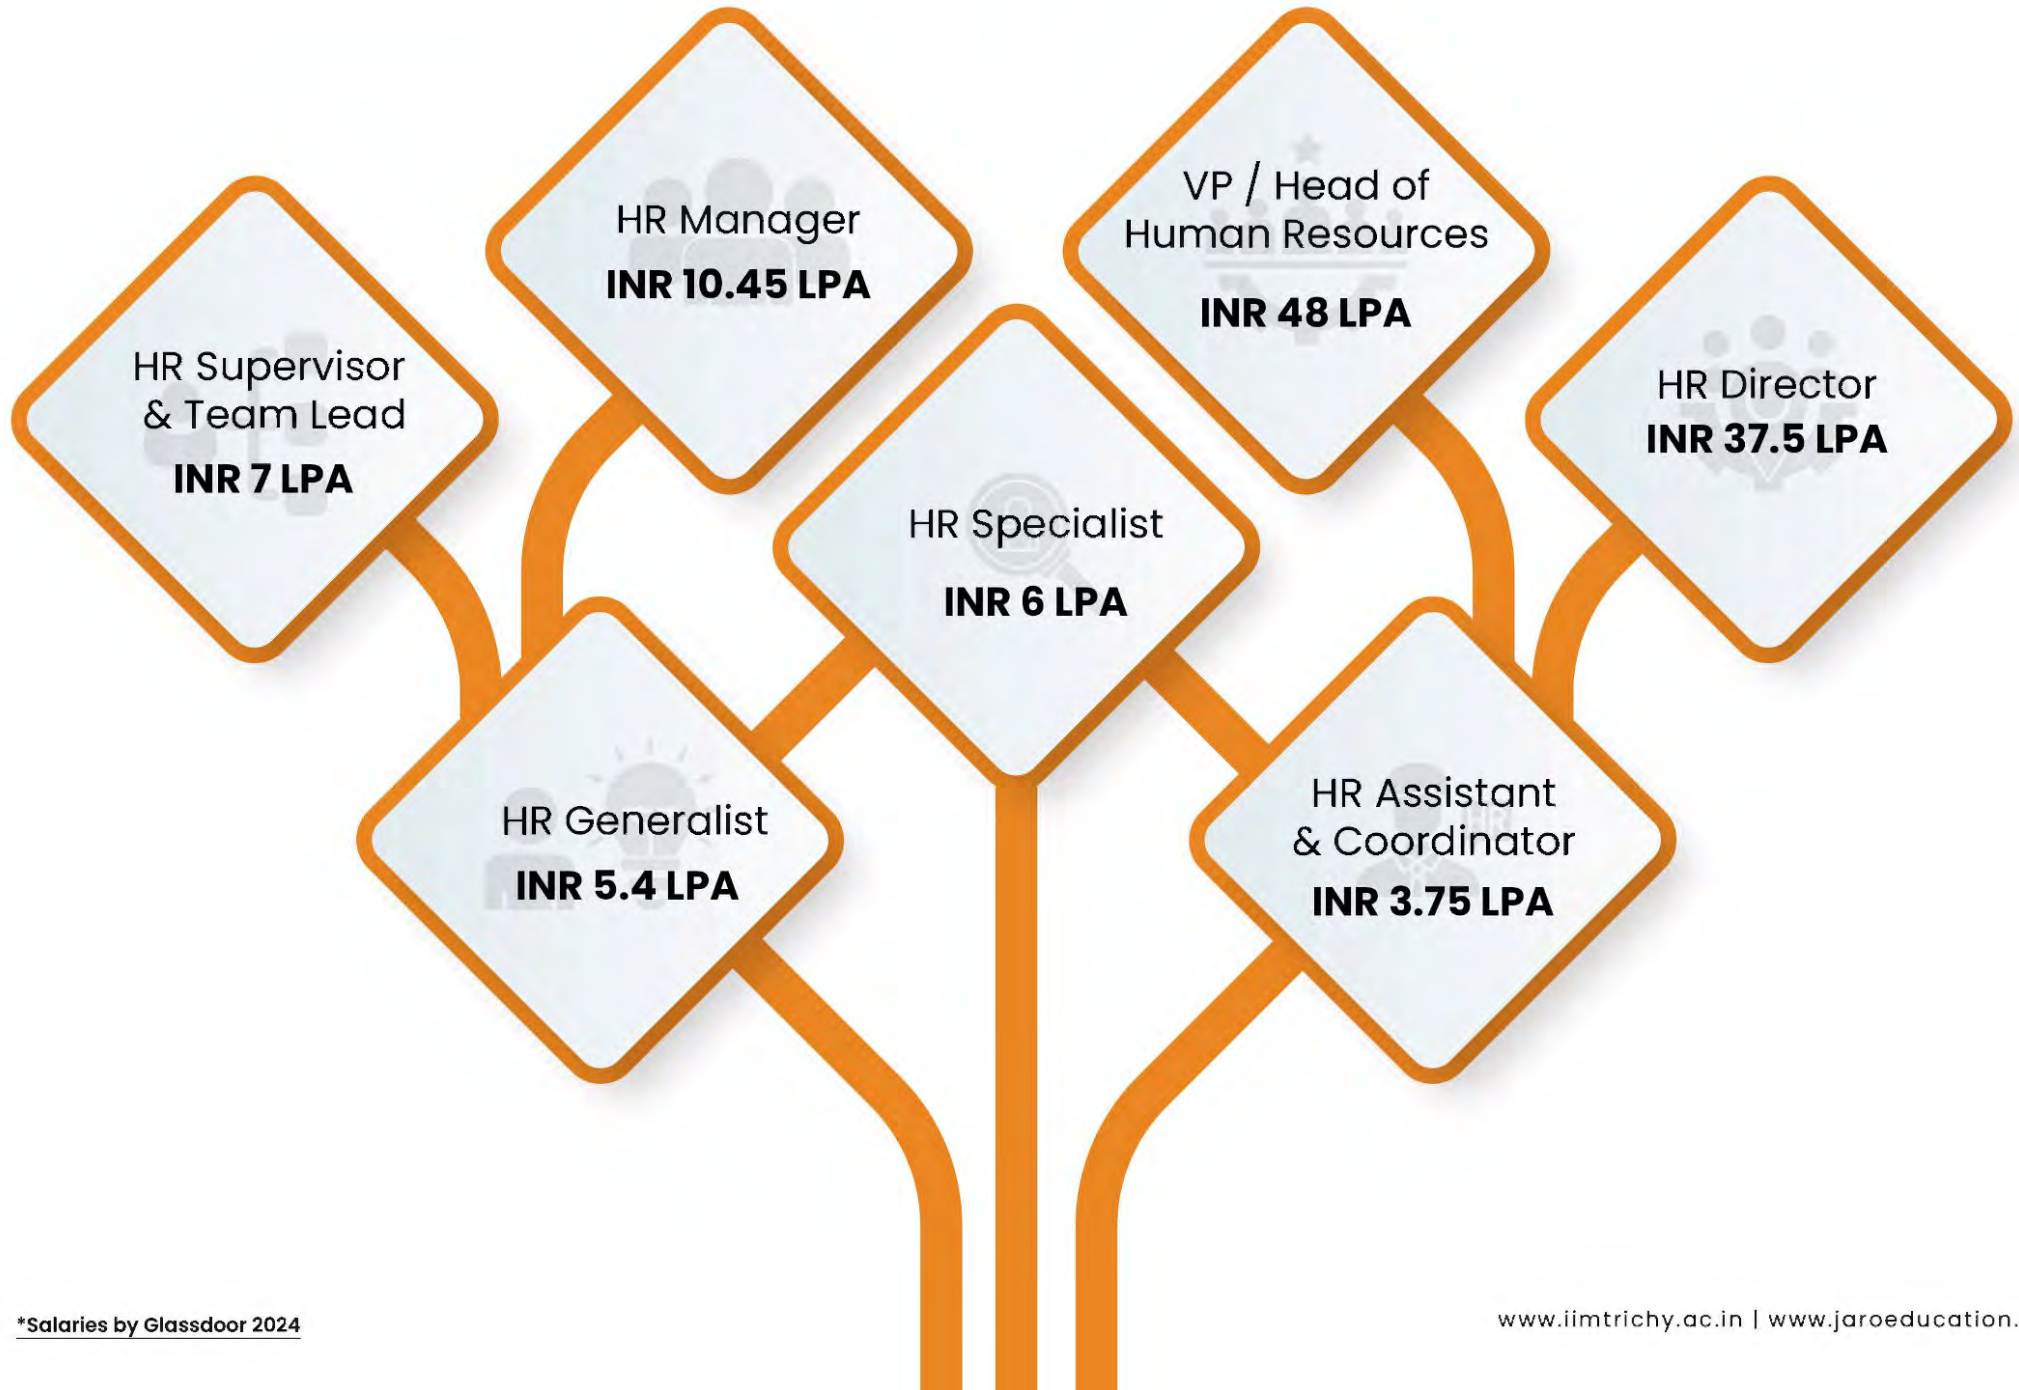 HR Manager
INR 10.45 LPA
VP / Head of
Human Resources
INR 48 LPA
HR Supervisor
& Team Lead
INR 7 LPA
HR Director
INR 37.5 LPA
HR Specialist
INR 6 LPA
HR Generalist
INR 5.4 LPA
HR Assistant
& Coordinator
INR 3.75 LPA
*Salaries by Glassdoor 2024
www.iimtrichy.ac.in | www.jaroeducation.